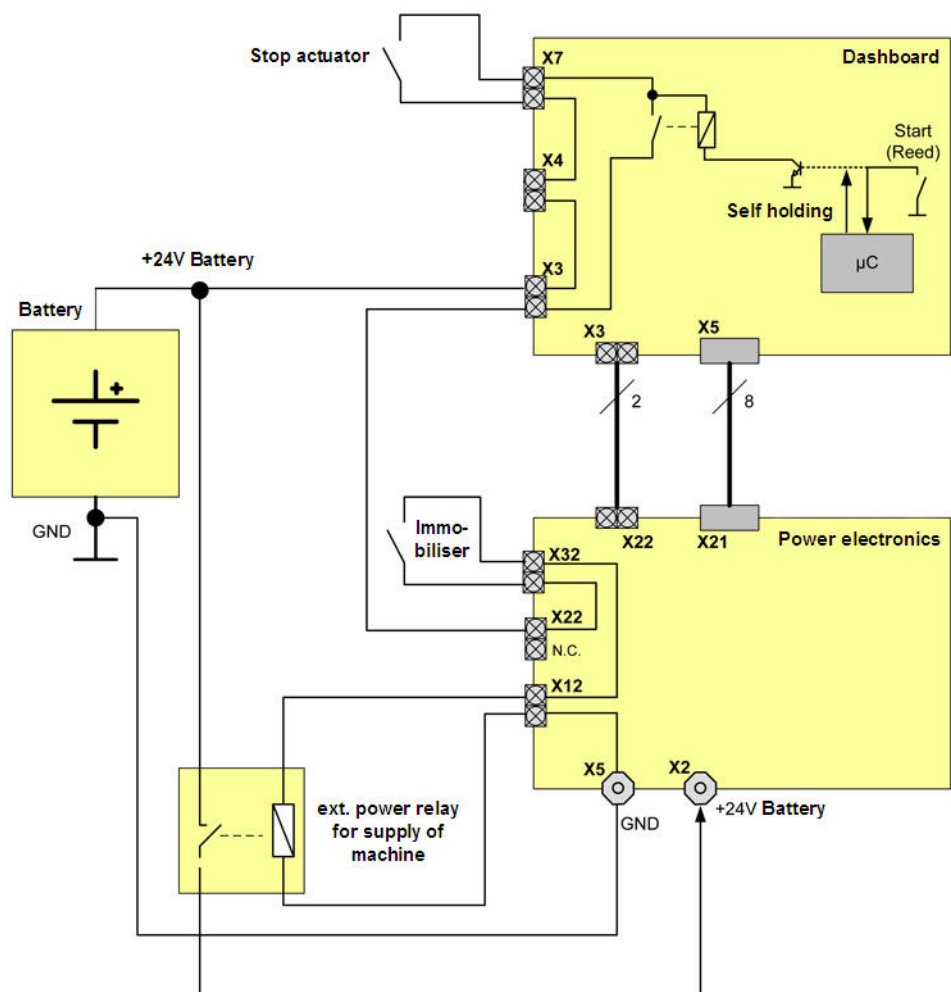 Stop actuator
X7
Dashboard
X4
Start
(Reed)
Self holding
µC
+24V Battery
X3
Battery
X3
X5
2
8
GND
Immo-
biliser
X32
X22
X21
Power electronics
X22
N.C.
X12
X5
X2
+24V Battery
GND
ext. power relay
for supply of
machine